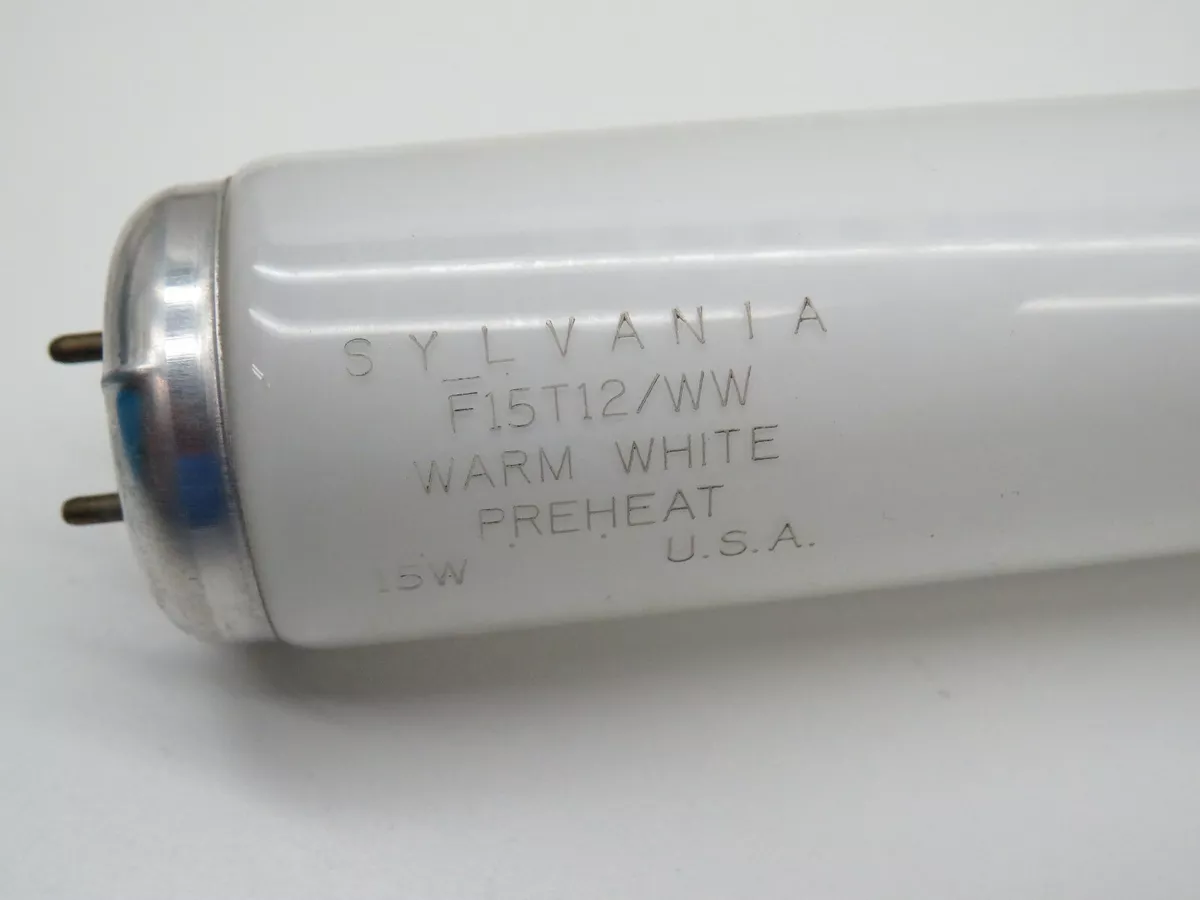 SYLVANIA
F15T12/WW
WARM WHITE
PREHEAT
15W U.S.A.